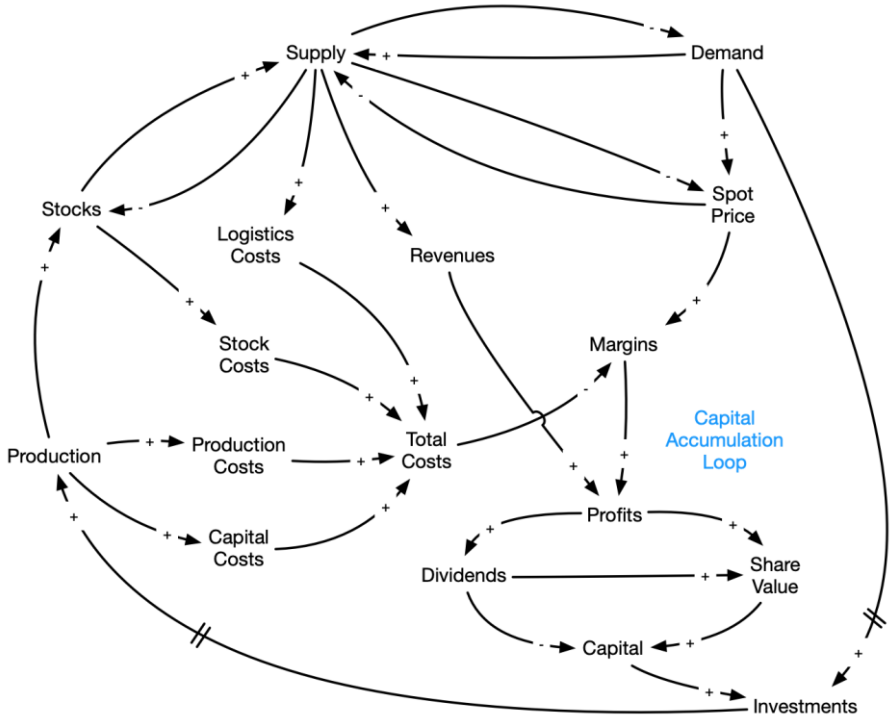 Supply
Demand
Stocks
Spot
Price
Logistics
Costs
Revenues
Stock
Costs
Margins
Capital
Accumulation
Loop
Production
Production
Costs
Total
Costs
Profits
Capital
Costs
Dividends
Share
Value
Capital
Investments
-
+
+
-
+
+
-
-
+
+
+
+
+
+
-
+
+
+
+
+
+
+
+
+
+
-
+
+
+
+